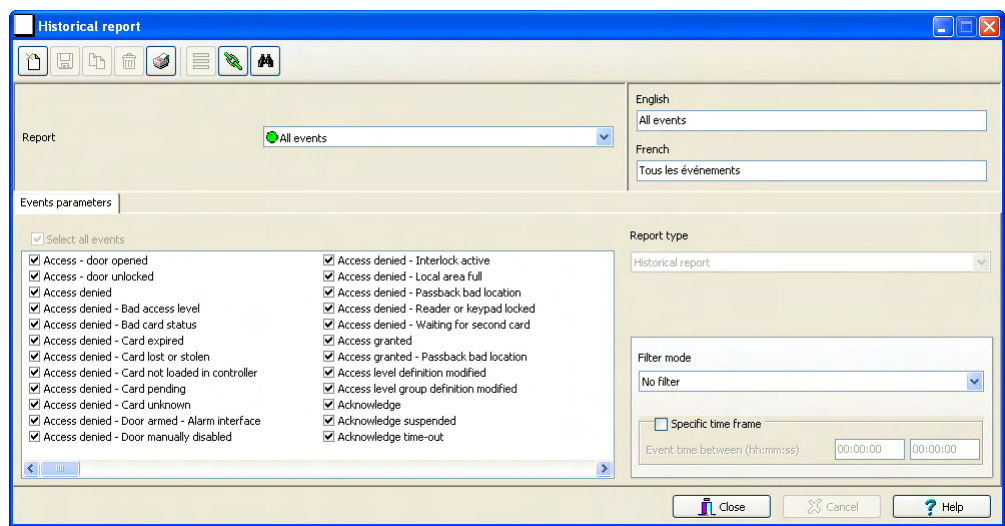 Historical report
Report
All events
English
All events
French
Tous les événements
Events parameters
Select all events
Access - door opened
Access - door unlocked
Access denied
Access denied - Bad access level
Access denied - Bad card status
Access denied - Card expired
Access denied - Card lost or stolen
Access denied - Card not loaded in controller
Access denied - Card pending
Access denied - Card unknown
Access denied - Door armed - Alarm interface
Access denied - Door manually disabled
Access denied - Interlock active
Access denied - Local area full
Access denied - Passback bad location
Access denied - Reader or keypad locked
Access denied - Waiting for second card
Access granted
Access granted - Passback bad location
Access level definition modified
Access level group definition modified
Acknowledge
Acknowledge suspended
Acknowledge time-out
Report type
Historical report
Filter mode
No filter
Specific time frame
Event time between (hh:mm:ss) 00:00:00 00:00:00
Close Cancel ? Help